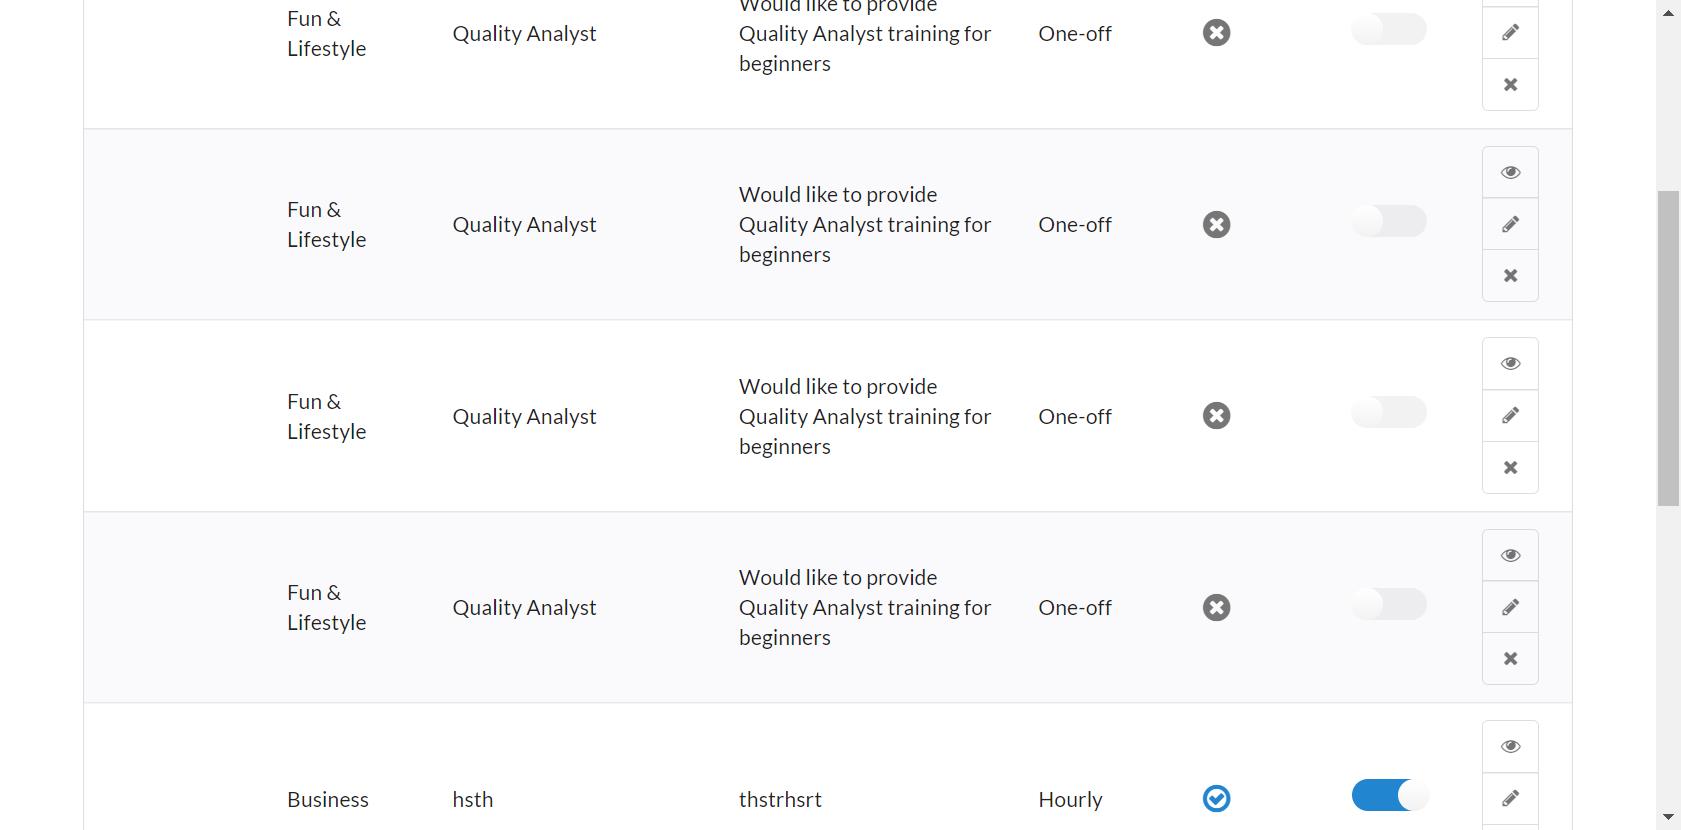 Would like to provide
Fun &
Lifestyle
Quality Analyst
Quality Analyst training for
beginners
One-off
Fun &
Lifestyle
Quality Analyst
Would like to provide
Quality Analyst training for
beginners
One-off
Fun &
Lifestyle
Quality Analyst
Would like to provide
Quality Analyst training for
beginners
One-off
Fun &
Lifestyle
Quality Analyst
Would like to provide
Quality Analyst training for
beginners
One-off
Business
hsth
thstrhsrt
Hourly